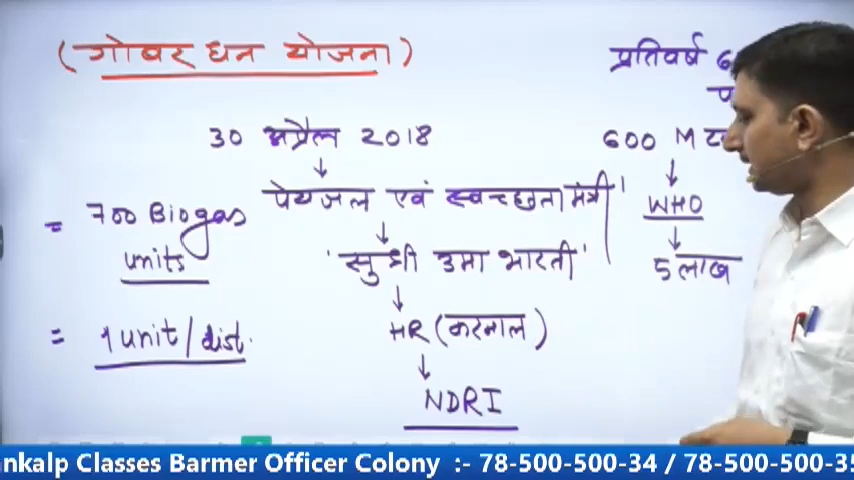 (गोबर धन योजना)
30 अप्रैल 2018
पेयजल एवं स्वच्छता मंत्री'
'सुश्री उमा भारती'
HR (करनाल)
NDRI
= 700 Biogas
units
= 1 unit / dist.
प्रतिवर्ष
600 M
WHO
5 लाख
nkalp Classes Barmer Officer Colony :- 78-500-500-34 / 78-500-500-35